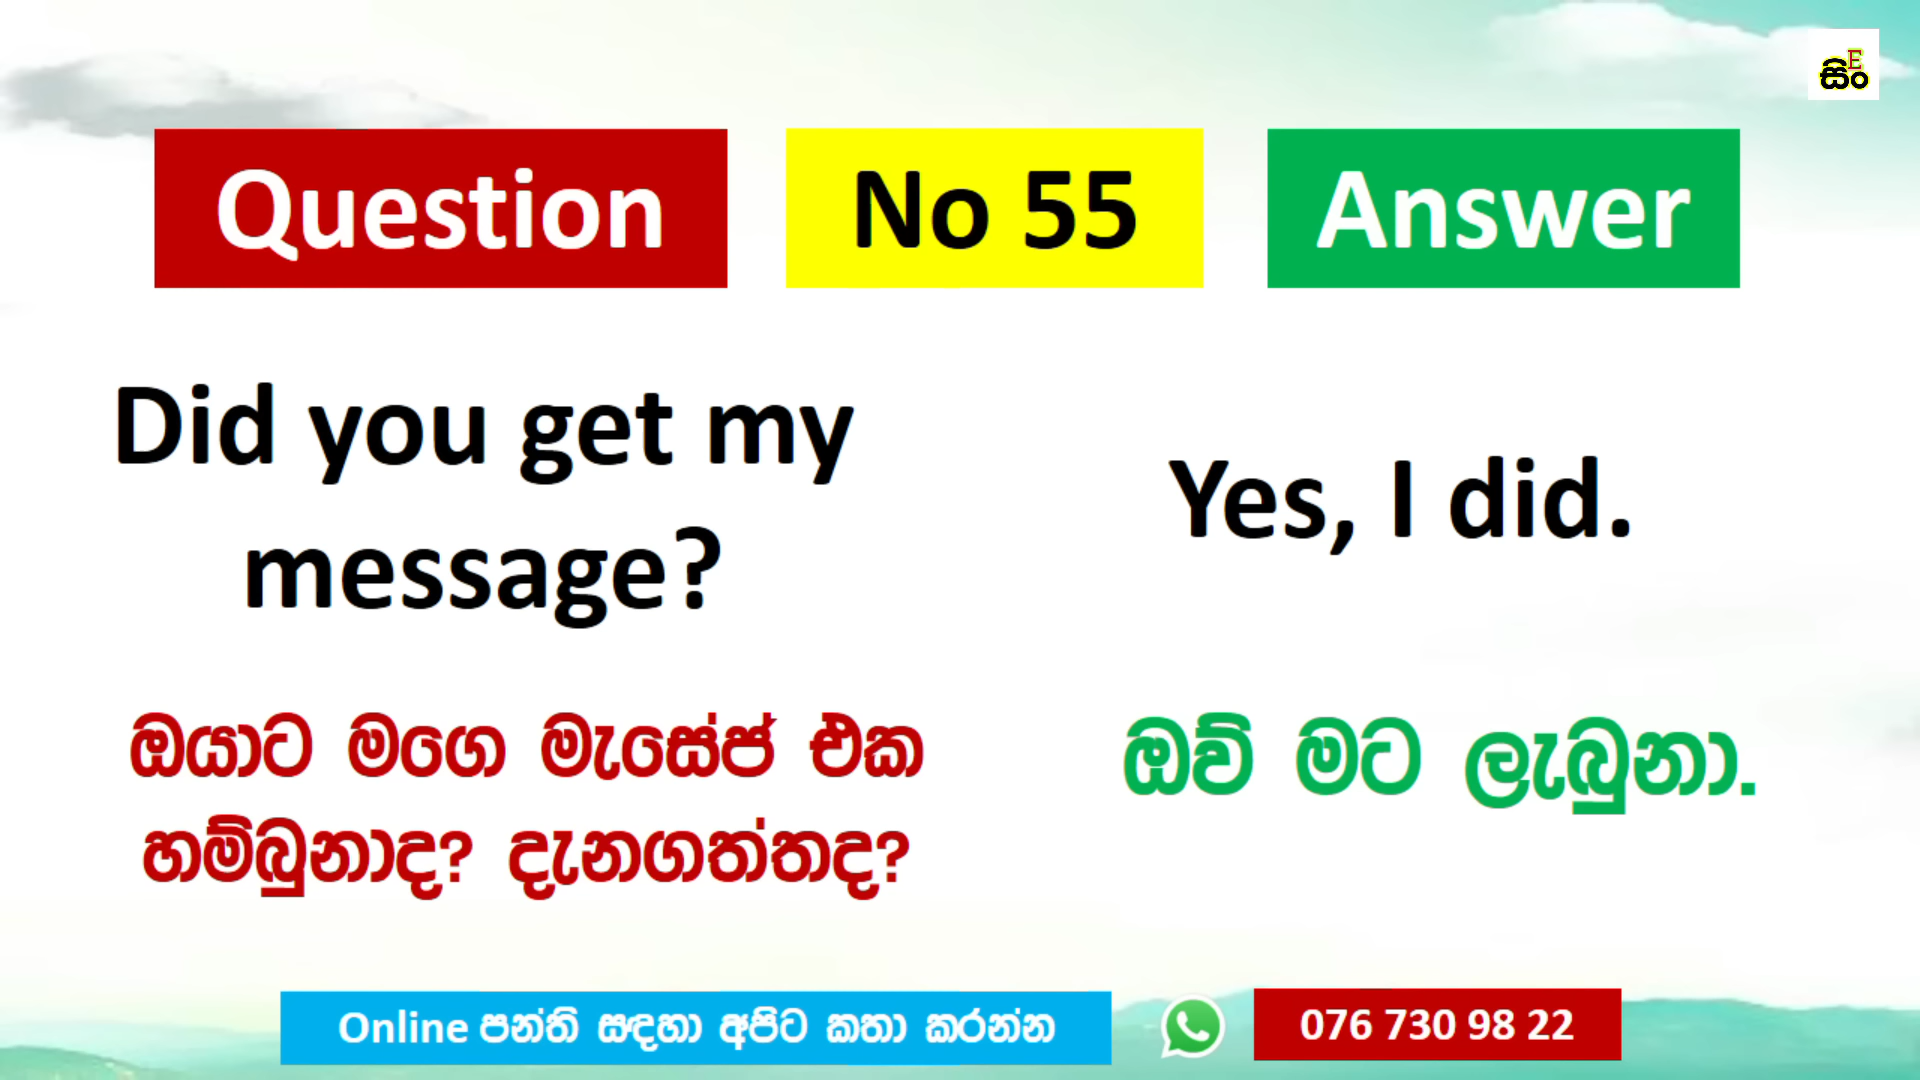 E
සිං
Question
No 55
Answer
Did you get my
message?
Yes, I did.
ඔයාට මගෙ මැසේප් එක
හම්බුනාද? දැනගත්තද?
ඔව් මට ලැබුනා.
Online පන්ති සඳහා අපිට කතා කරන්න
076 730 98 22